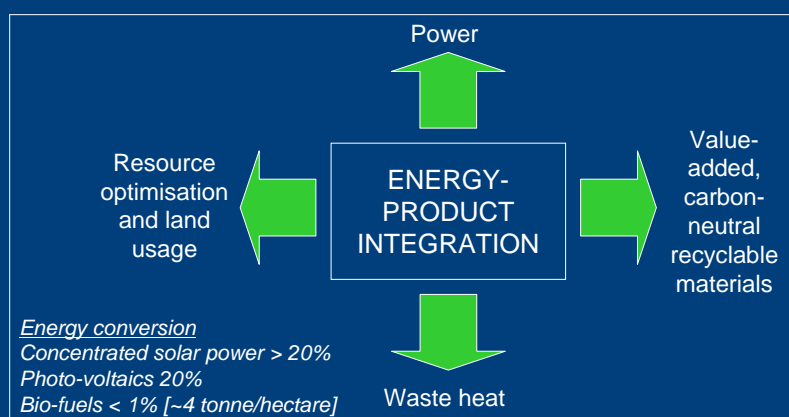 Power
Resource
optimisation
and land
usage
ENERGY-
PRODUCT
INTEGRATION
Value-
added,
carbon-
neutral
recyclable
materials
Energy conversion
Concentrated solar power > 20%
Photo-voltaics 20%
Bio-fuels < 1% [~4 tonne/hectare]
Waste heat